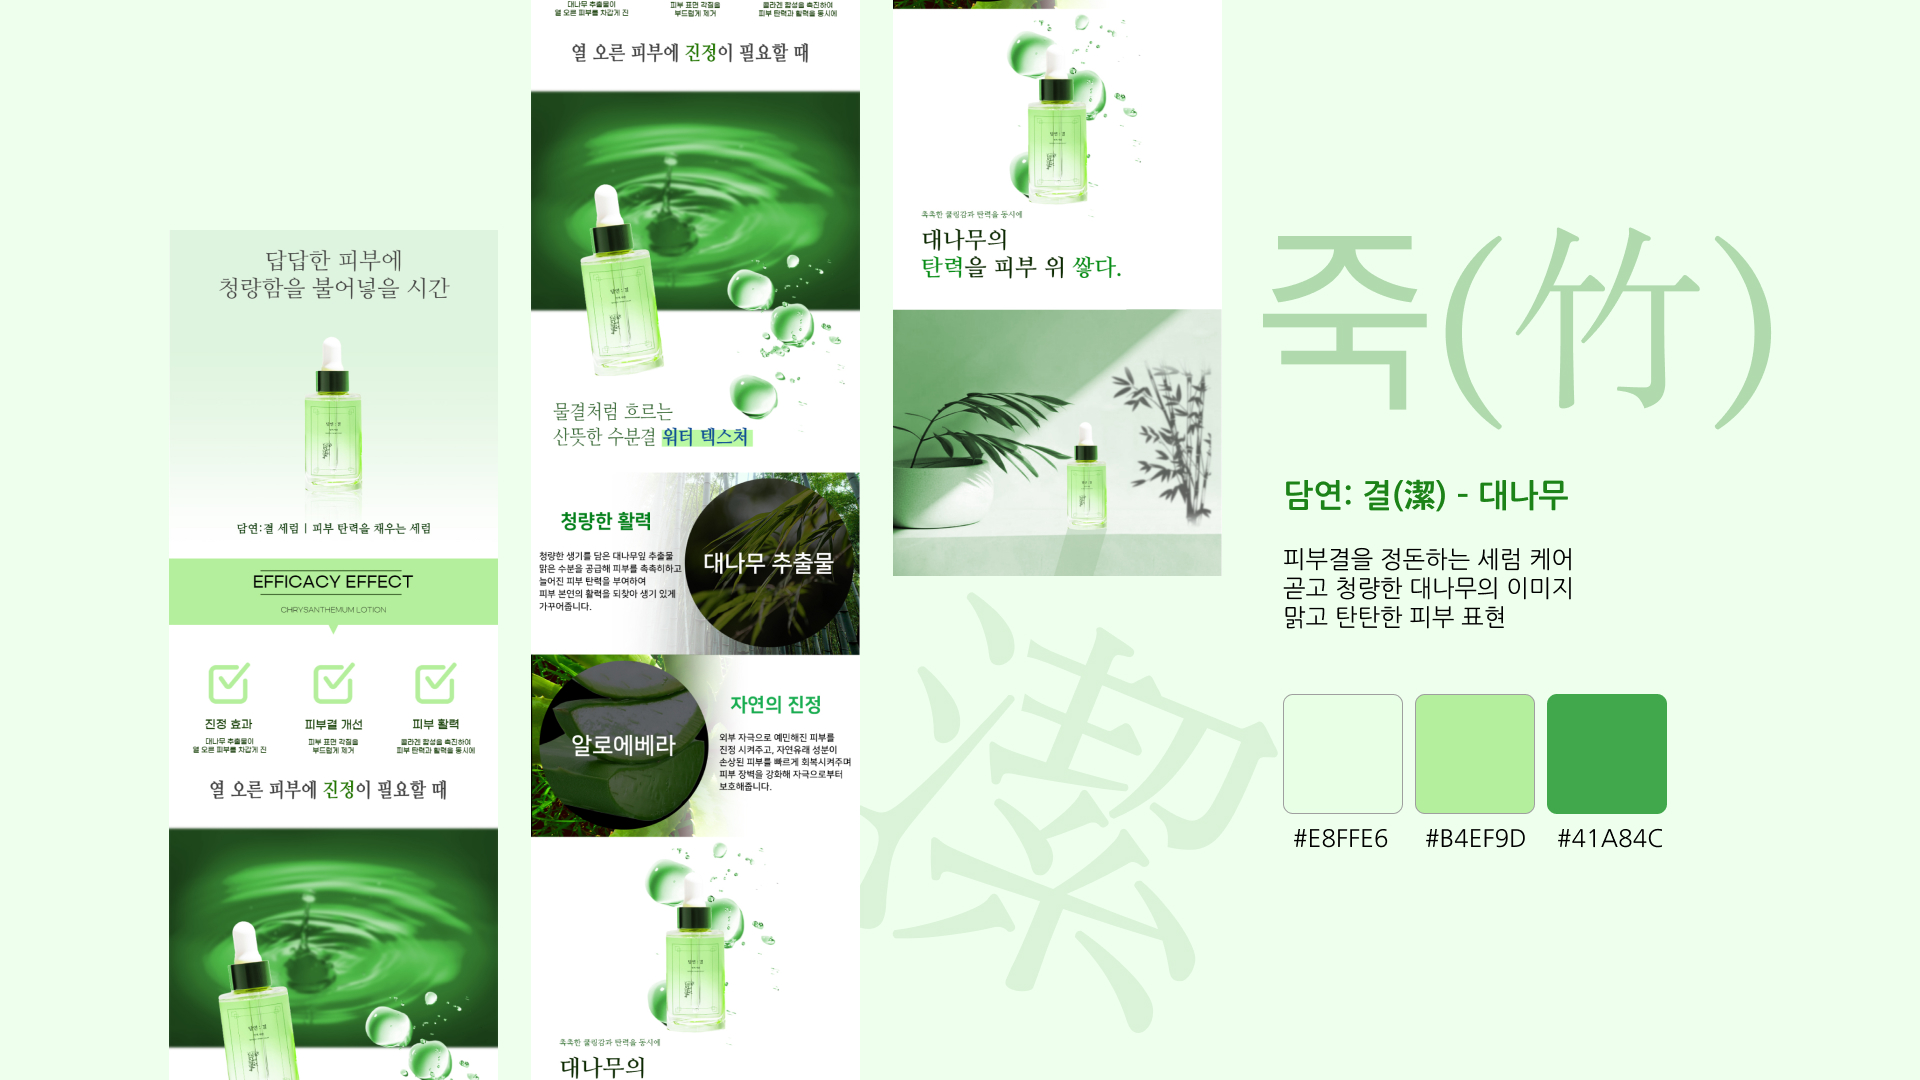 답답한 피부에
청량함을 불어넣을 시간
담연:결 세럼 | 피부 탄력을 채우는 세럼
EFFICACY EFFECT
CHRYSANTHEMUM LOTION
진정 효과
대나무 추출물이
열 오른 피부를 차갑게 진
피부결 개선
피부 표면 각질을
부드럽게 제거
피부 활력
콜라겐 합성을 촉진하여
피부 탄력과 활력을 동시에
열 오른 피부에 진정이 필요할 때
담연:결
대나무 추출물이
열 오른 피부를 차갑게 진
피부 표면 각질을
부드럽게 제거
콜라겐 합성을 촉진하여
피부 탄력과 활력을 동시에
열 오른 피부에 진정이 필요할 때
담연:결
물결처럼 흐르는
산뜻한 수분결 워터 텍스처
청량한 활력
청량한 생기를 담은 대나무잎 추출물
맑은 수분을 공급해 피부를 촉촉히하고
늘어진 피부 탄력을 부여하여
피부 본연의 활력을 되찾아 생기 있게
가꾸어줍니다.
대나무 추출물
알로에베라
자연의 진정
외부 자극으로 예민해진 피부를
진정 시켜주고, 자연유래 성분이
손상된 피부를 빠르게 회복시켜주며
피부 장벽을 강화해 자극으로부터
보호해줍니다.
담연:결
촉촉한 쿨링감과 탄력을 동시에
대나무의
담연:결
촉촉한 쿨링감과 탄력을 동시에
대나무의
탄력을 피부 위 쌓다.
潔
죽(竹)
담연: 결(潔) - 대나무
피부결을 정돈하는 세럼 케어
곧고 청량한 대나무의 이미지
맑고 탄탄한 피부 표현
#E8FFE6
#B4EF9D
#41A84C